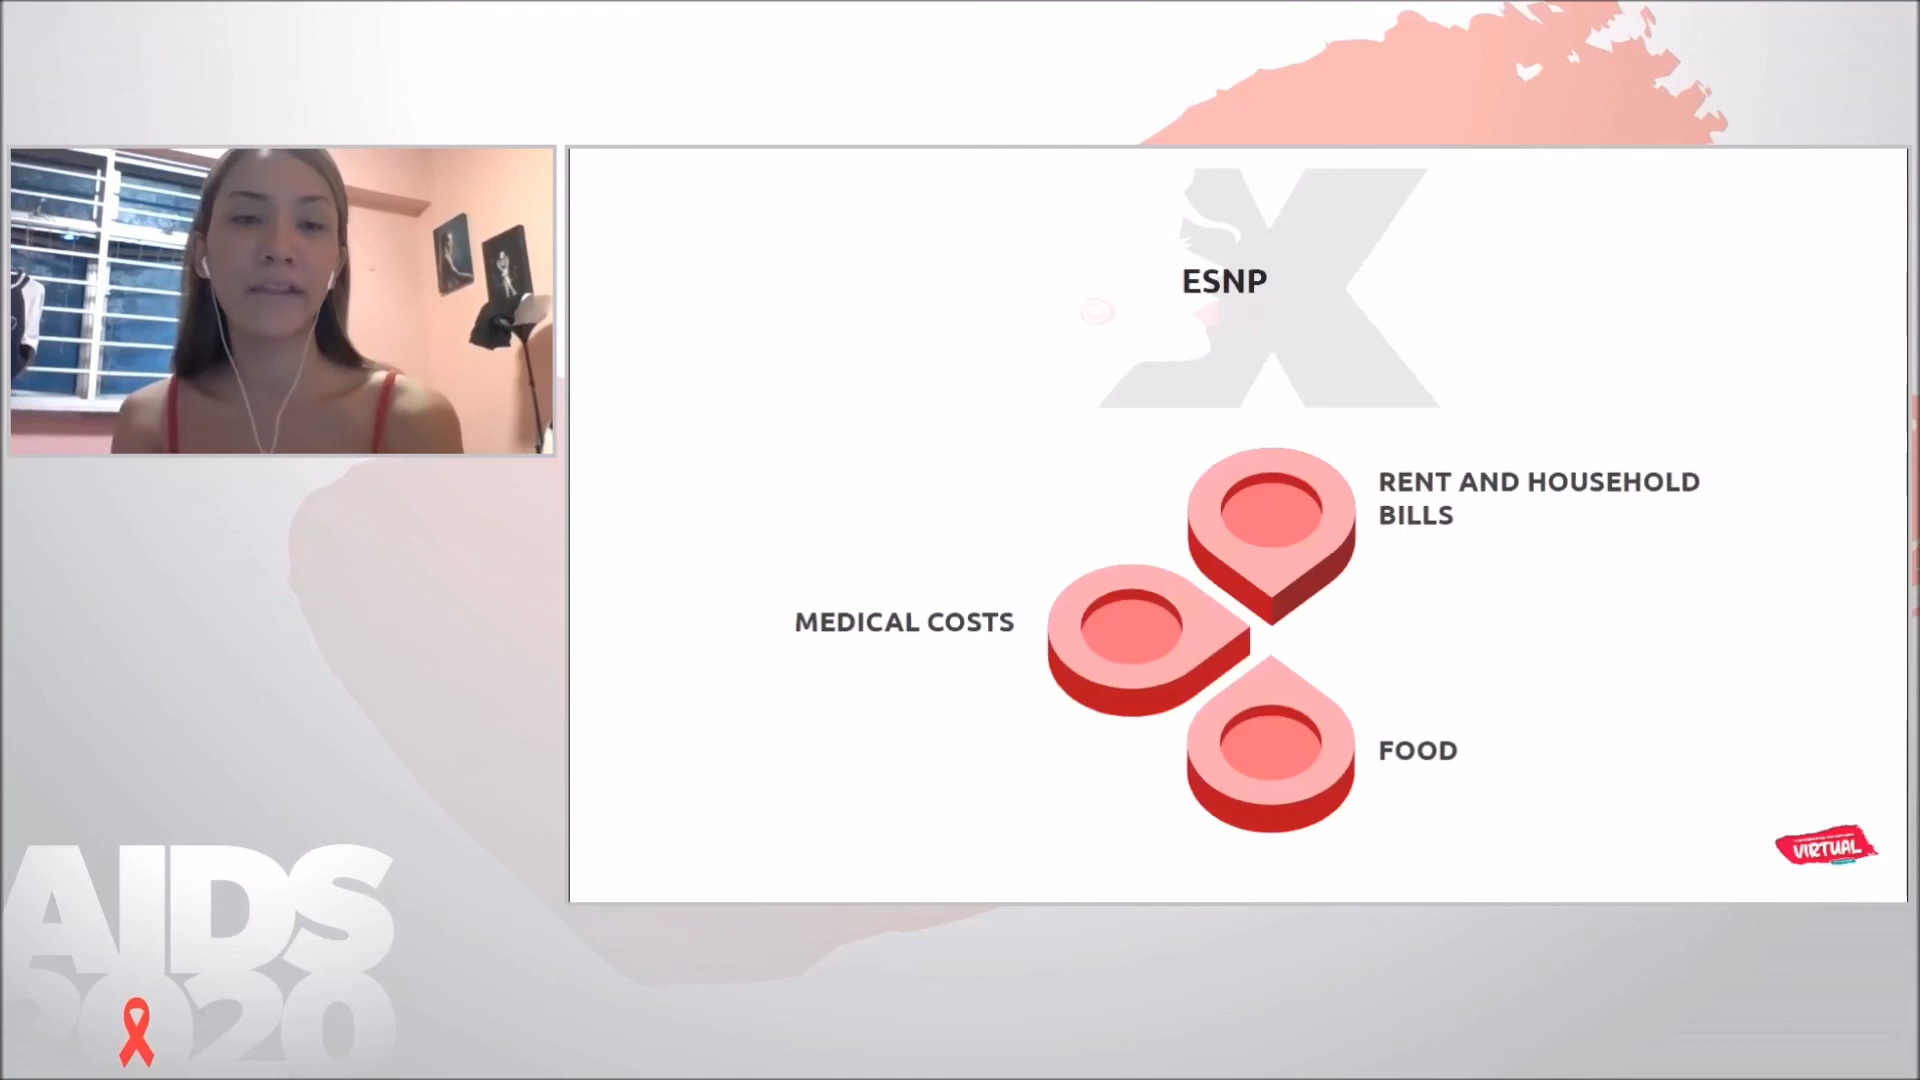 ESNP
RENT AND HOUSEHOLD
BILLS
MEDICAL COSTS
FOOD
VIRTUAL
AIDS
2020